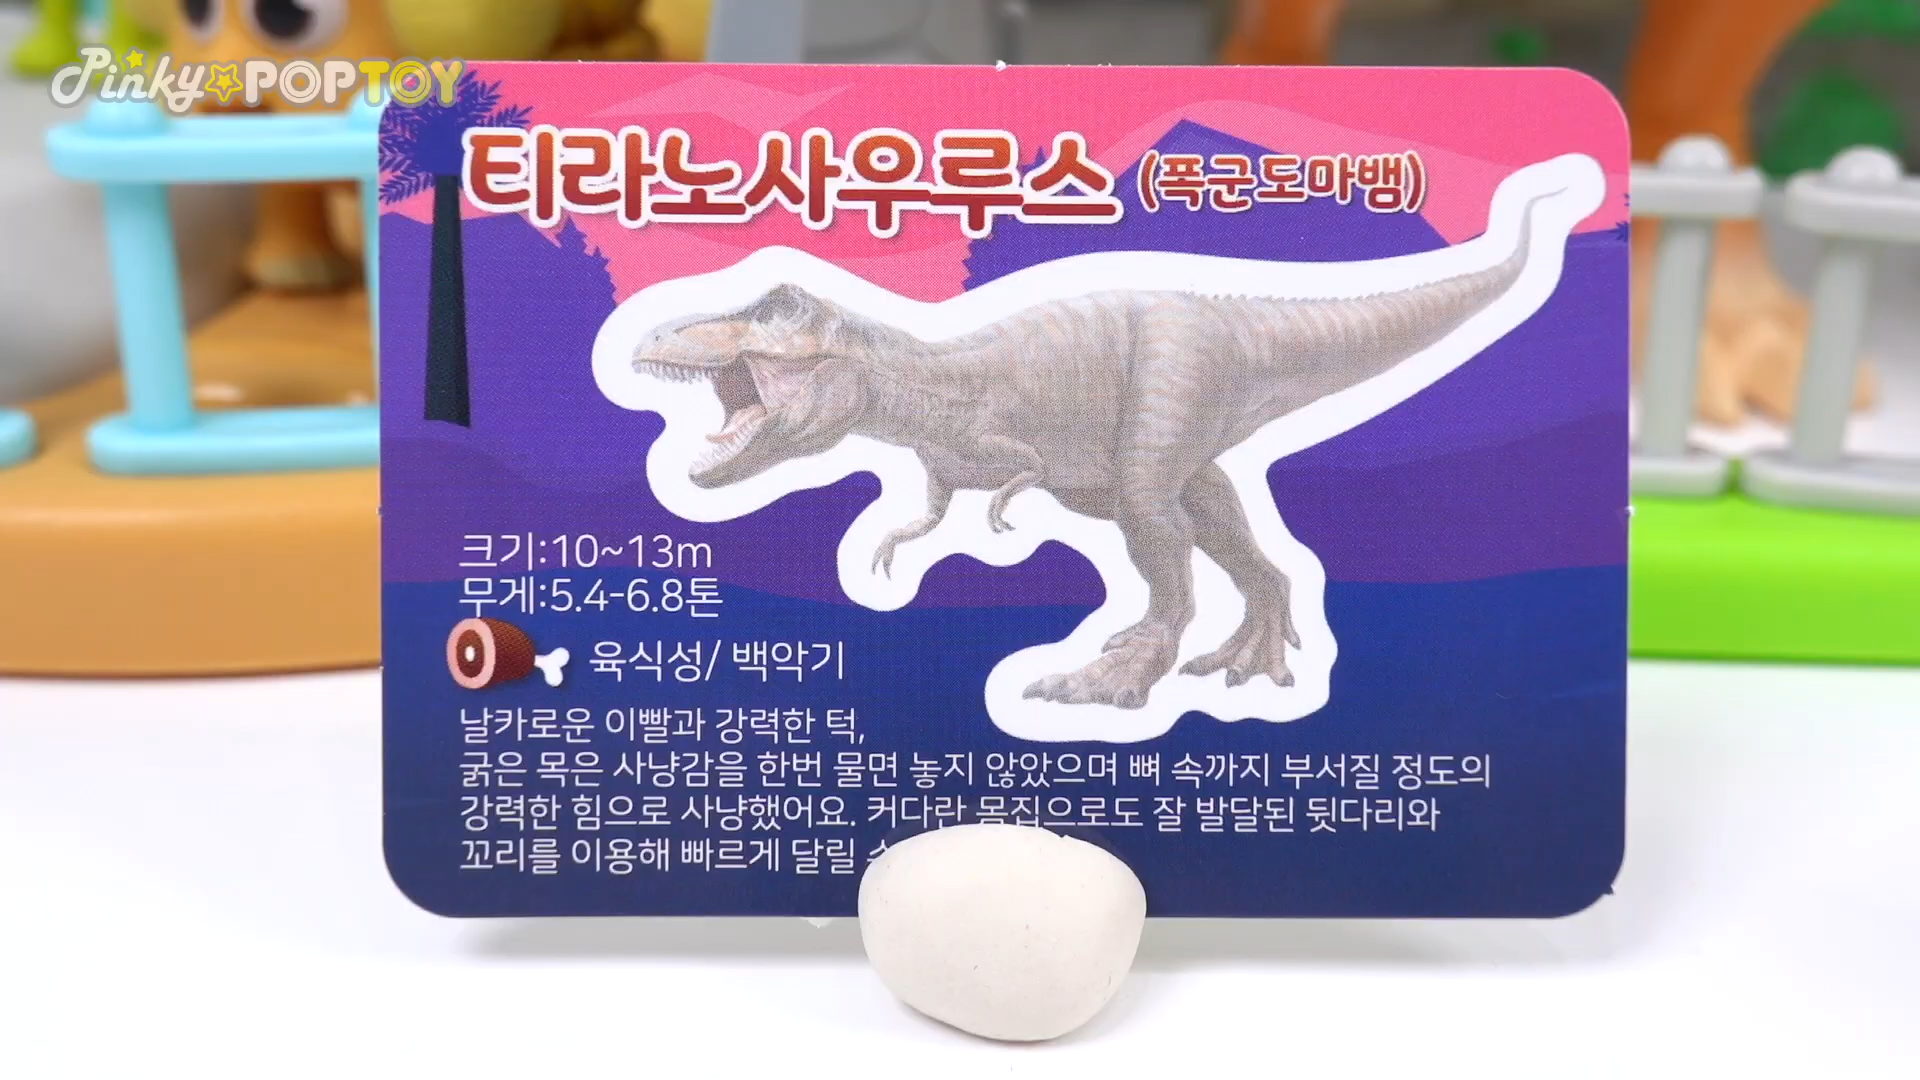 Pinky POPTOY
티라노사우루스 (폭군도마뱀)
크기:10~13m
무게:5.4-6.8톤
육식성/ 백악기
날카로운 이빨과 강력한 턱,
굵은 목은 사냥감을 한번 물면 놓지 않았으며 뼈 속까지 부서질 정도의
강력한 힘으로 사냥했어요. 커다란 몸집으로도 잘 발달된 뒷다리와
꼬리를 이용해 빠르게 달릴